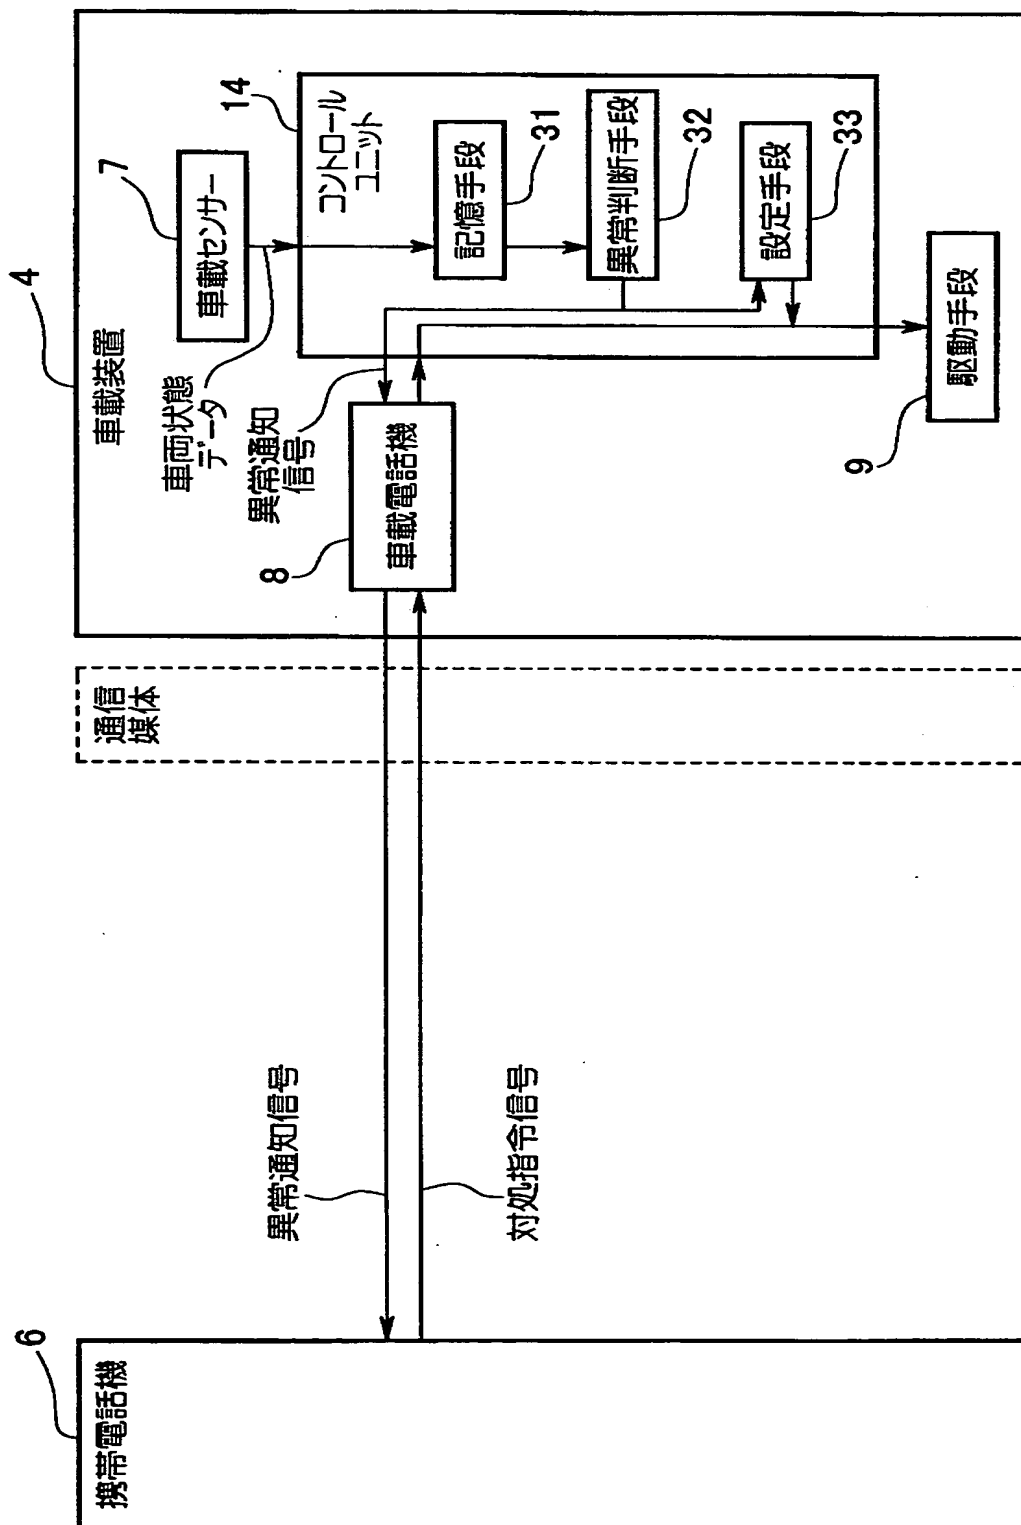 6
携帯電話機
異常通知信号
対処指令信号
通信
媒体
4
車載装置
7
車載センサー
車両状態
データ
異常通知
信号
8
車載電話機
14
コントロール
ユニット
記憶手段
31
異常判断手段
32
設定手段
33
駆動手段
9